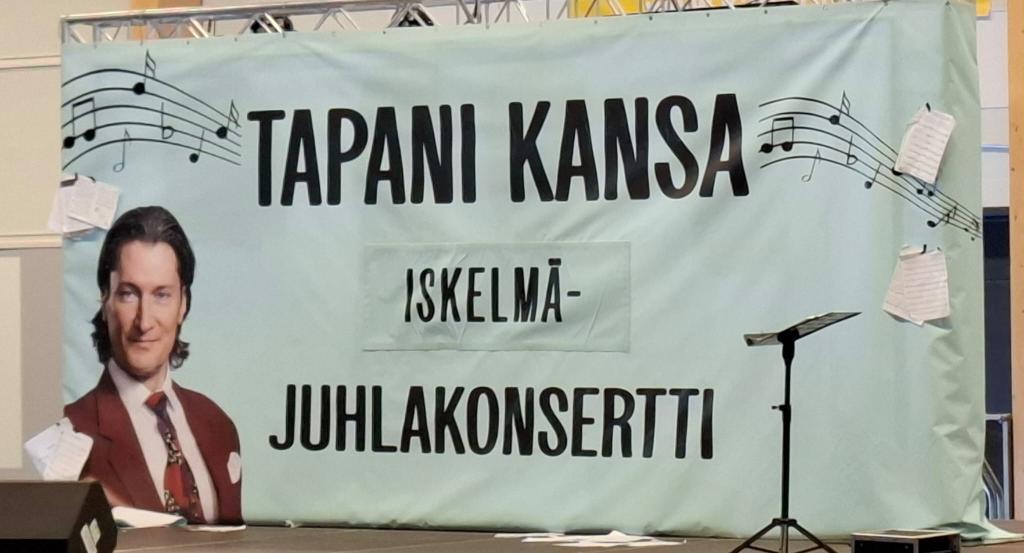 TAPANI KANSA
ISKELMÄ-
JUHLAKONSERTTI